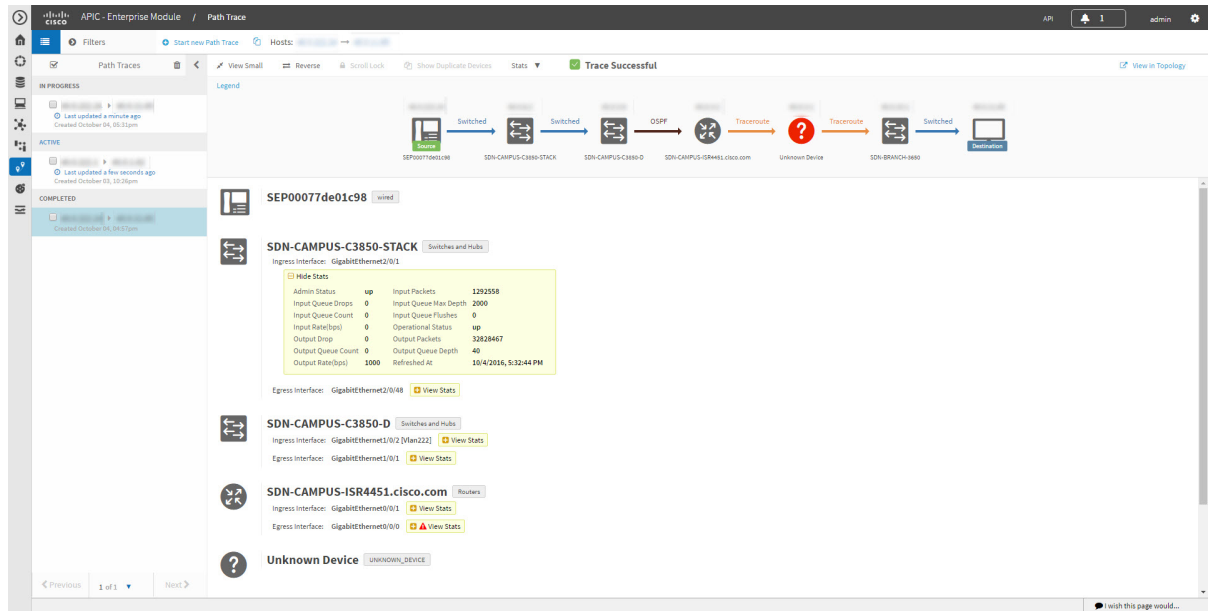 cisco APIC - Enterprise Module / Path Trace API 1 admin
Filters Start new Path Trace Hosts: →
Path Traces View Small Reverse Scroll Lock Show Duplicate Devices Stats ▼ Trace Successful View in Topology
IN PROGRESS
Legend
Last updated a minute ago
Created October 04, 05:31pm
ACTIVE
Last updated a few seconds ago
Created October 03, 10:26pm
COMPLETED
Created October 04, 04:57pm
Switched Switched OSPF Traceroute Traceroute Switched
Source Destination
SEP00077de01c98 SDN-CAMPUS-C3850-STACK SDN-CAMPUS-C3850-D SDN-CAMPUS-ISR4451.cisco.com Unknown Device SDN-BRANCH-3650
SEP00077de01c98 wired
SDN-CAMPUS-C3850-STACK Switches and Hubs
Ingress Interface: GigabitEthernet2/0/1
Hide Stats
Admin Status up Input Packets 1292558
Input Queue Drops 0 Input Queue Max Depth 2000
Input Queue Count 0 Input Queue Flushes 0
Input Rate(bps) 0 Operational Status up
Output Drop 0 Output Packets 32828467
Output Queue Count 0 Output Queue Depth 40
Output Rate(bps) 1000 Refreshed At 10/4/2016, 5:32:44 PM
Egress Interface: GigabitEthernet2/0/48 View Stats
SDN-CAMPUS-C3850-D Switches and Hubs
Ingress Interface: GigabitEthernet1/0/2 [Vlan222] View Stats
Egress Interface: GigabitEthernet1/0/1 View Stats
SDN-CAMPUS-ISR4451.cisco.com Routers
Ingress Interface: GigabitEthernet0/0/1 View Stats
Egress Interface: GigabitEthernet0/0/0 View Stats
Unknown Device UNKNOWN_DEVICE
Previous 1 of 1 ▼ Next
I wish this page would...